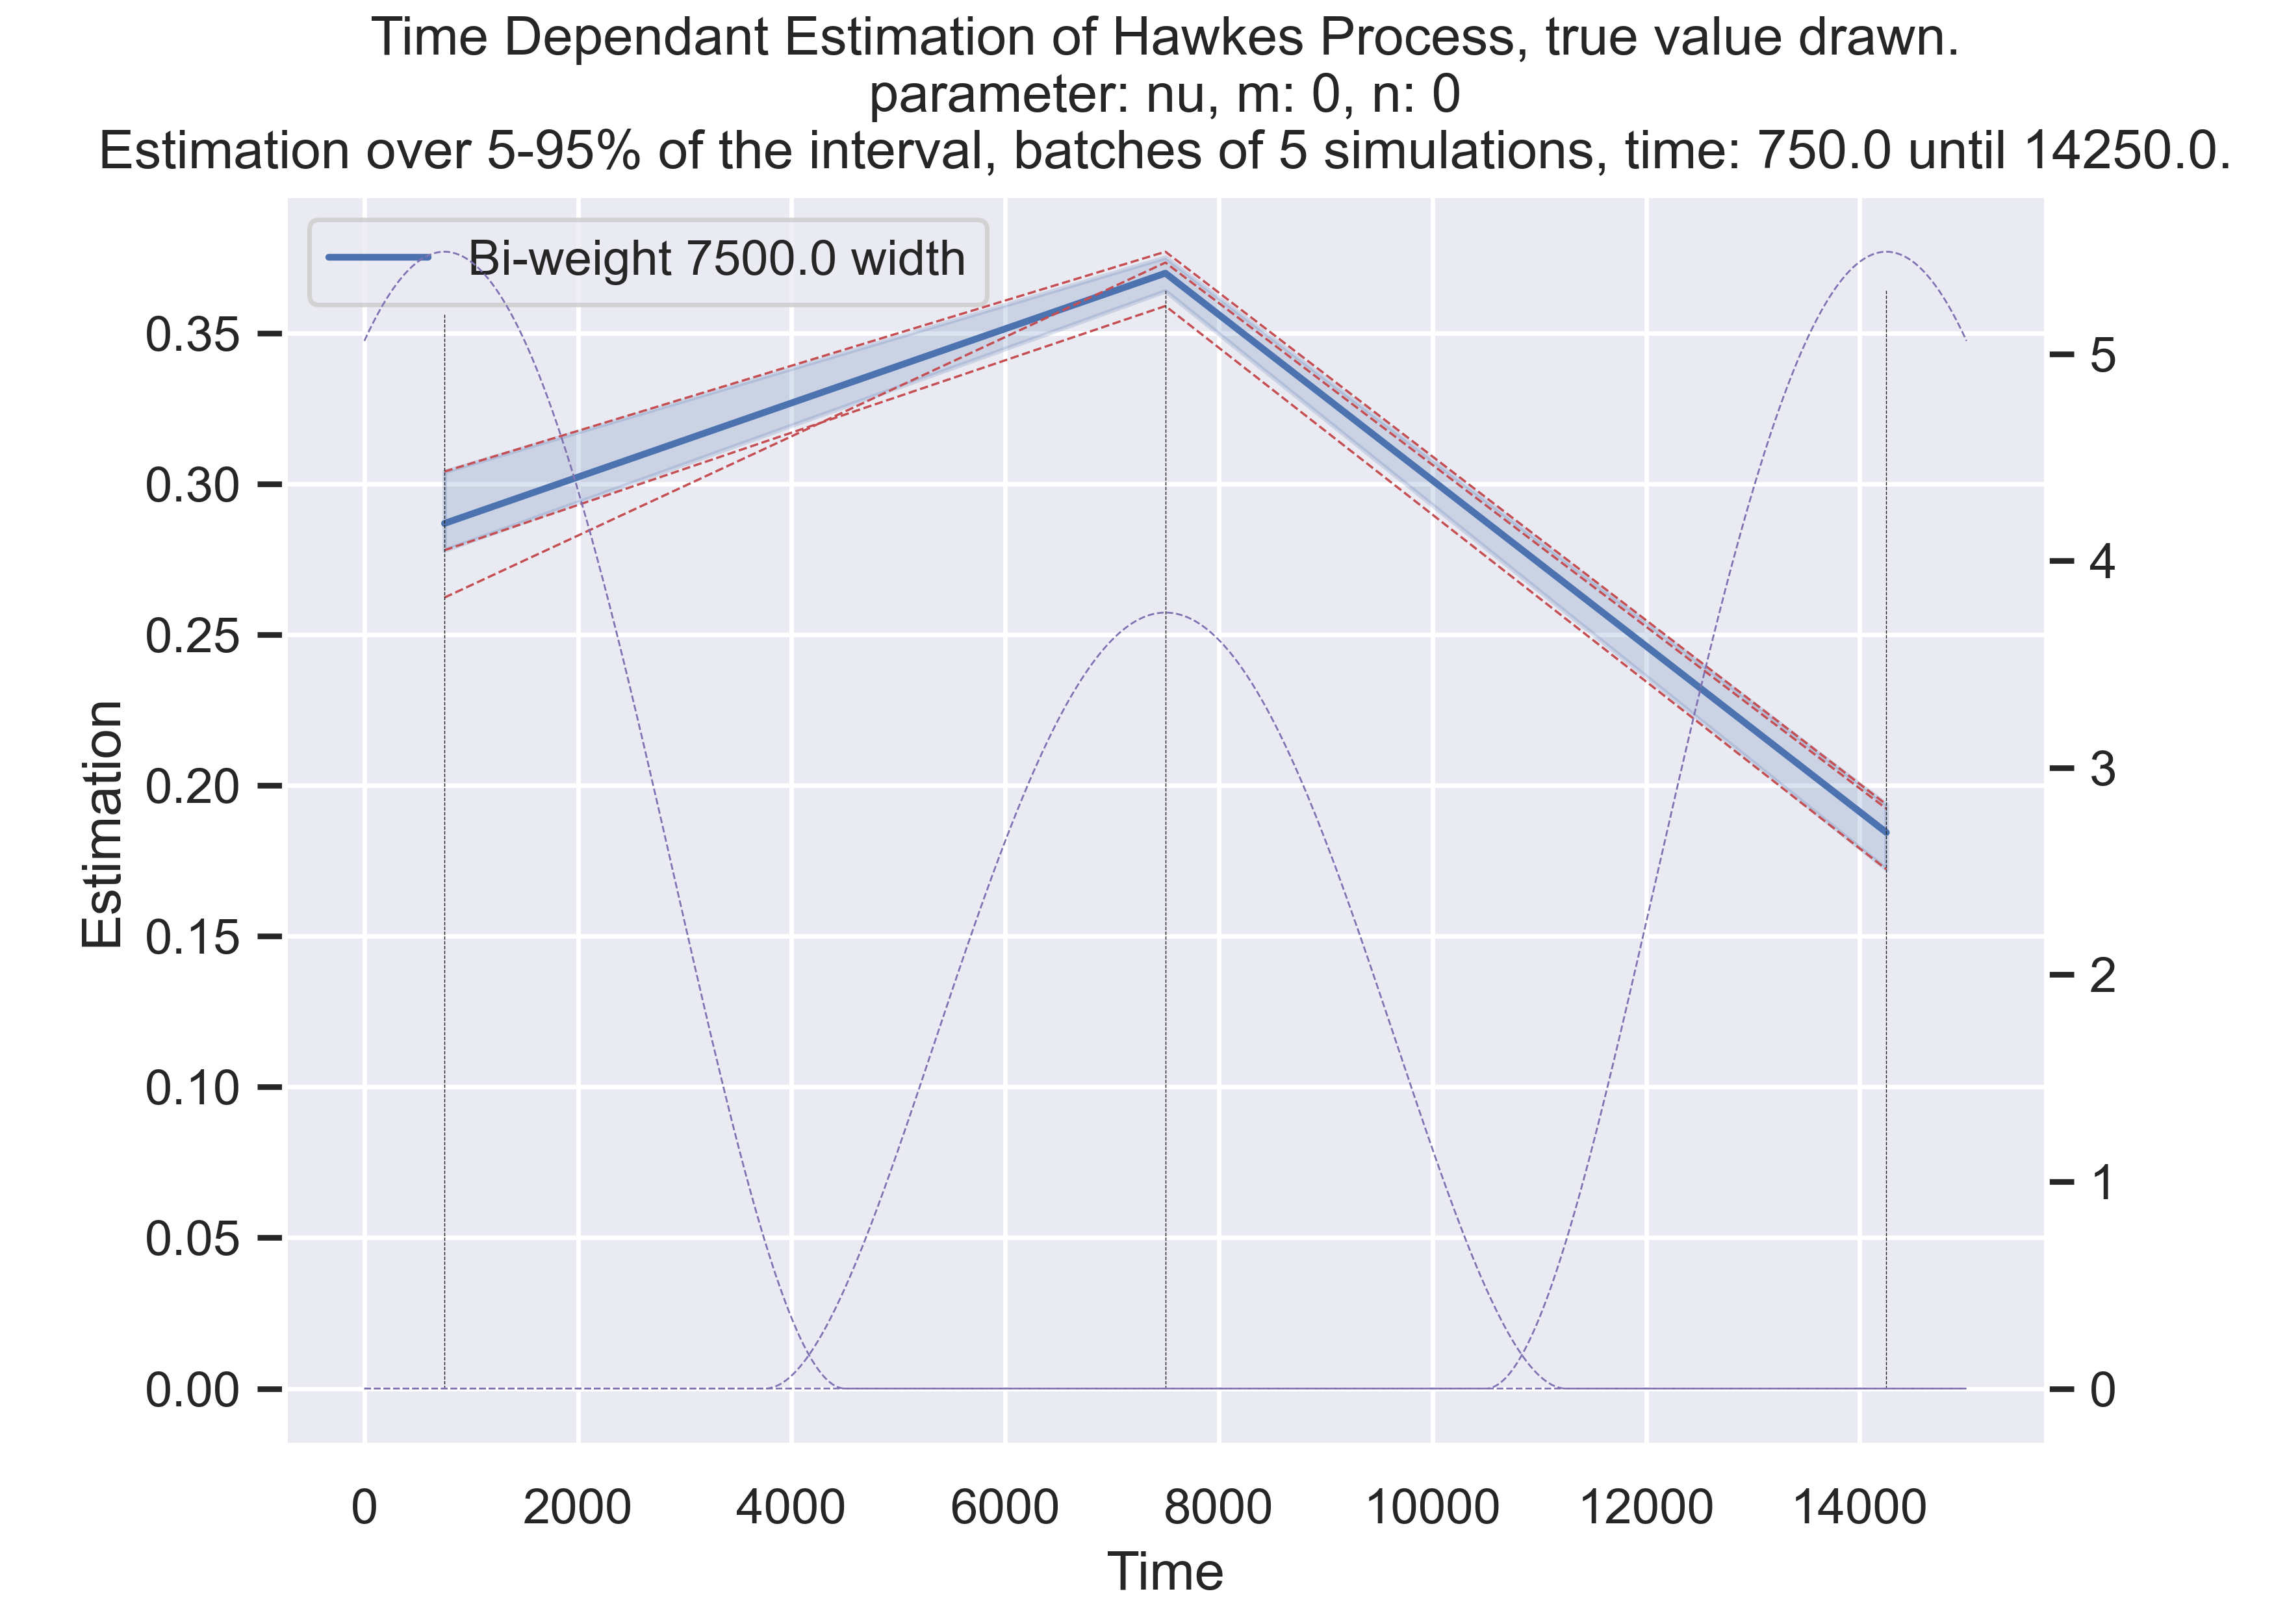 Time Dependant Estimation of Hawkes Process, true value drawn.
parameter: nu, m: 0, n: 0
Estimation over 5-95% of the interval, batches of 5 simulations, time: 750.0 until 14250.0.
Bi-weight 7500.0 width
0.35
0.30
0.25
0.20
0.15
0.10
0.05
0.00
Estimation
5
4
3
2
1
0
0 2000 4000 6000 8000 10000 12000 14000
Time